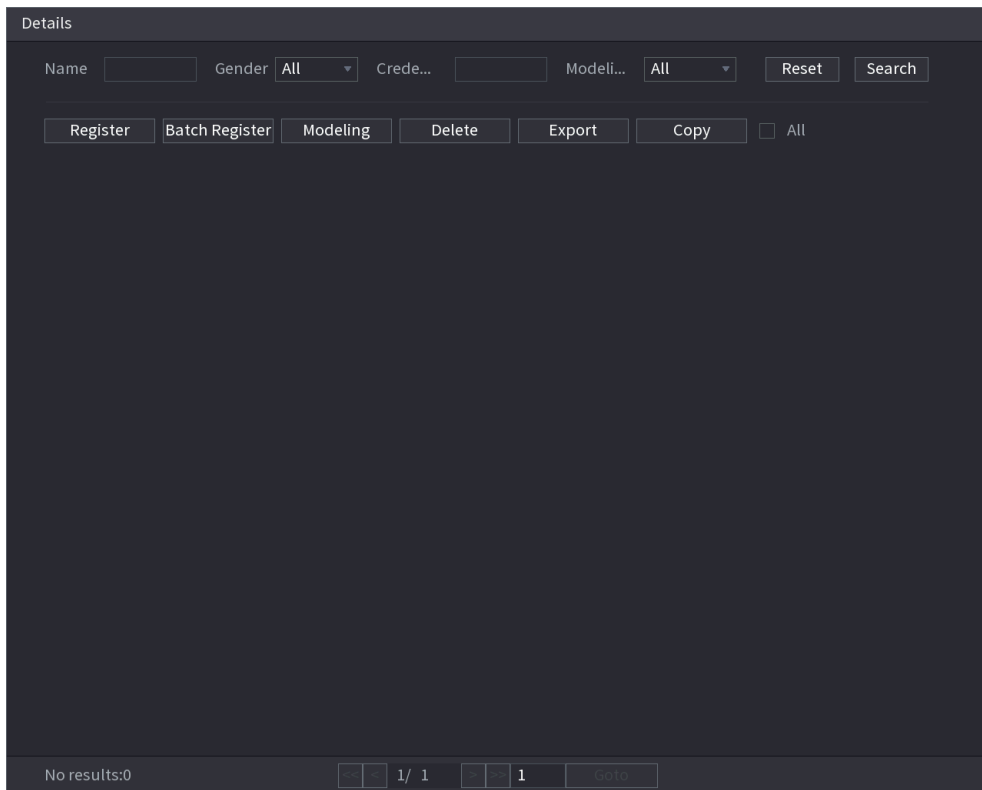 Details
Name Gender All Crede... Modeli... All Reset Search
Register Batch Register Modeling Delete Export Copy All
No results:0 << < 1/ 1 > >> 1 Goto